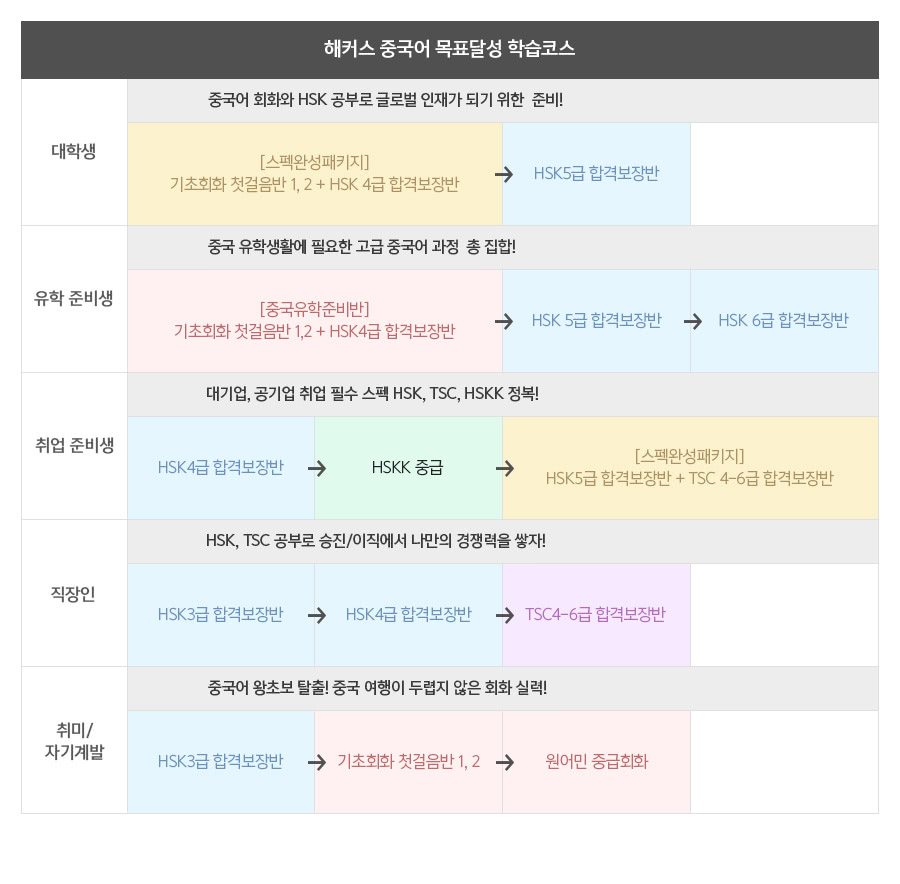 해커스 중국어 목표달성 학습코스
대학생
중국어 회화와 HSK 공부로 글로벌 인재가 되기 위한 준비!
[스펙완성패키지]
기초회화 첫걸음반 1, 2 + HSK 4급 합격보장반
→ HSK5급 합격보장반
유학 준비생
중국 유학생활에 필요한 고급 중국어 과정 총 집합!
[중국유학준비반]
기초회화 첫걸음반 1,2 + HSK4급 합격보장반
→ HSK 5급 합격보장반 → HSK 6급 합격보장반
취업 준비생
대기업, 공기업 취업 필수 스펙 HSK, TSC, HSKK 정복!
HSK4급 합격보장반 → HSKK 중급 →
[스펙완성패키지]
HSK5급 합격보장반 + TSC 4-6급 합격보장반
직장인
HSK, TSC 공부로 승진/이직에서 나만의 경쟁력을 쌓자!
HSK3급 합격보장반 → HSK4급 합격보장반 → TSC4-6급 합격보장반
취미/
자기계발
중국어 왕초보 탈출! 중국 여행이 두렵지 않은 회화 실력!
HSK3급 합격보장반 → 기초회화 첫걸음반 1, 2 → 원어민 중급회화